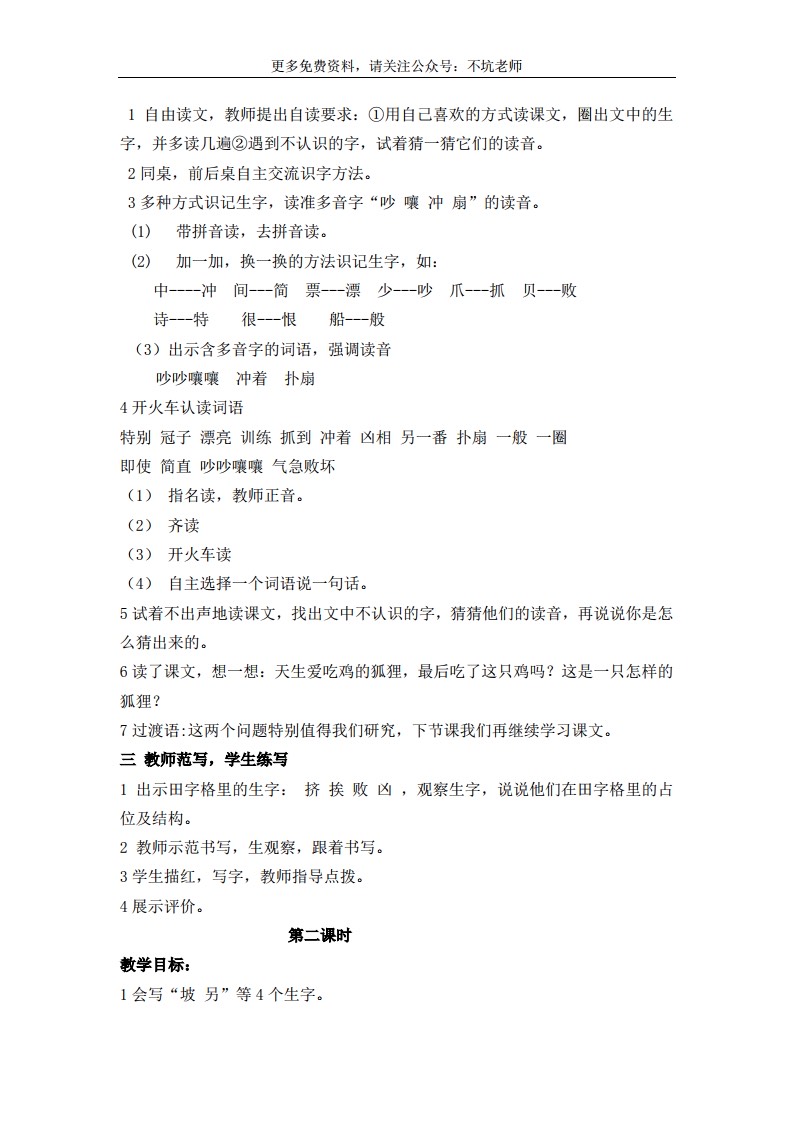 更多免费资料，请关注公众号：不坑老师
1 自由读文，教师提出自读要求：①用自己喜欢的方式读课文，圈出文中的生
字，并多读几遍②遇到不认识的字，试着猜一猜它们的读音。
2 同桌，前后桌自主交流识字方法。
3 多种方式识记生字，读准多音字“吵 嚷 冲 扇”的读音。
(1) 带拼音读，去拼音读。
(2) 加一加，换一换的方法识记生字，如：
中----冲 间---简 票---漂 少---吵 爪---抓 贝---败
诗---特 很---恨 船---般
（3）出示含多音字的词语，强调读音
吵吵嚷嚷 冲着 扑扇
4 开火车认读词语
特别 冠子 漂亮 训练 抓到 冲着 凶相 另一番 扑扇 一般 一圈
即使 简直 吵吵嚷嚷 气急败坏
（1） 指名读，教师正音。
（2） 齐读
（3） 开火车读
（4） 自主选择一个词语说一句话。
5 试着不出声地读课文，找出文中不认识的字，猜猜他们的读音，再说说你是怎
么猜出来的。
6 读了课文，想一想：天生爱吃鸡的狐狸，最后吃了这只鸡吗？这是一只怎样的
狐狸？
7 过渡语:这两个问题特别值得我们研究，下节课我们再继续学习课文。
三 教师范写，学生练写
1 出示田字格里的生字： 挤 挨 败 凶 ，观察生字，说说他们在田字格里的占
位及结构。
2 教师示范书写，生观察，跟着书写。
3 学生描红，写字，教师指导点拨。
4 展示评价。
第二课时
教学目标：
1 会写“坡 另”等 4 个生字。